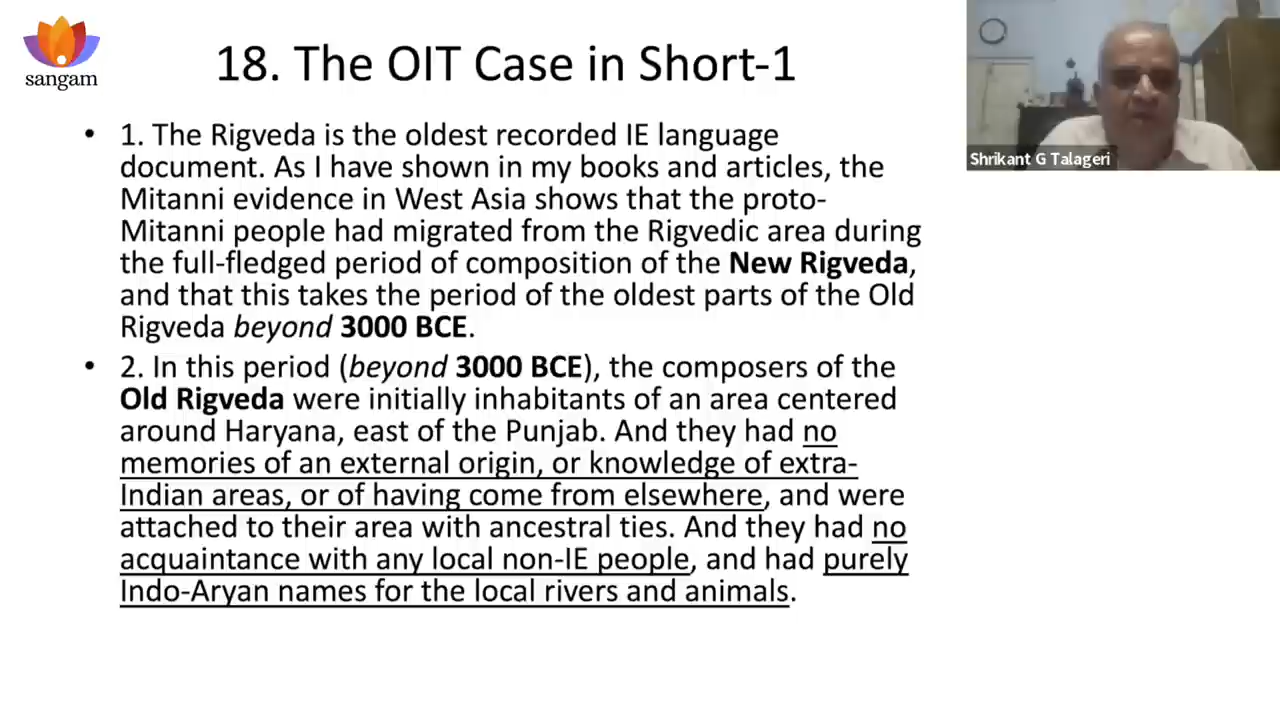 sangam
18. The OIT Case in Short-1
• 1. The Rigveda is the oldest recorded IE language
document. As I have shown in my books and articles, the
Mitanni evidence in West Asia shows that the proto-
Mitanni people had migrated from the Rigvedic area during
the full-fledged period of composition of the New Rigveda,
and that this takes the period of the oldest parts of the Old
Rigveda beyond 3000 BCE.
• 2. In this period (beyond 3000 BCE), the composers of the
Old Rigveda were initially inhabitants of an area centered
around Haryana, east of the Punjab. And they had no
memories of an external origin, or knowledge of extra-
Indian areas, or of having come from elsewhere, and were
attached to their area with ancestral ties. And they had no
acquaintance with any local non-IE people, and had purely
Indo-Aryan names for the local rivers and animals.
Shrikant G Talageri